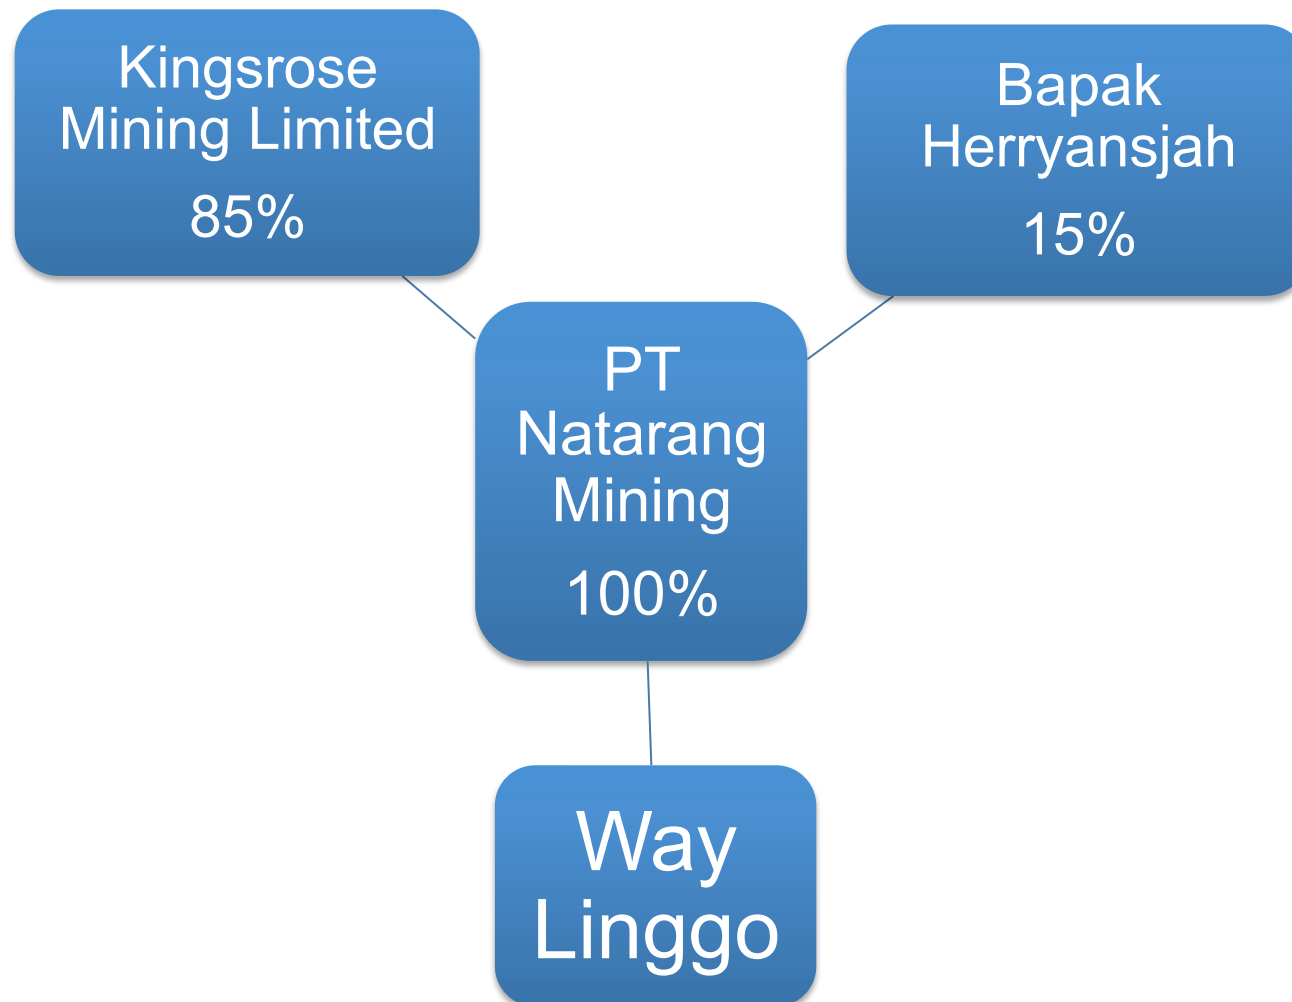 Kingsrose
Mining Limited
85%
Bapak
Herryansjah
15%
PT
Natarang
Mining
100%
Way
Linggo